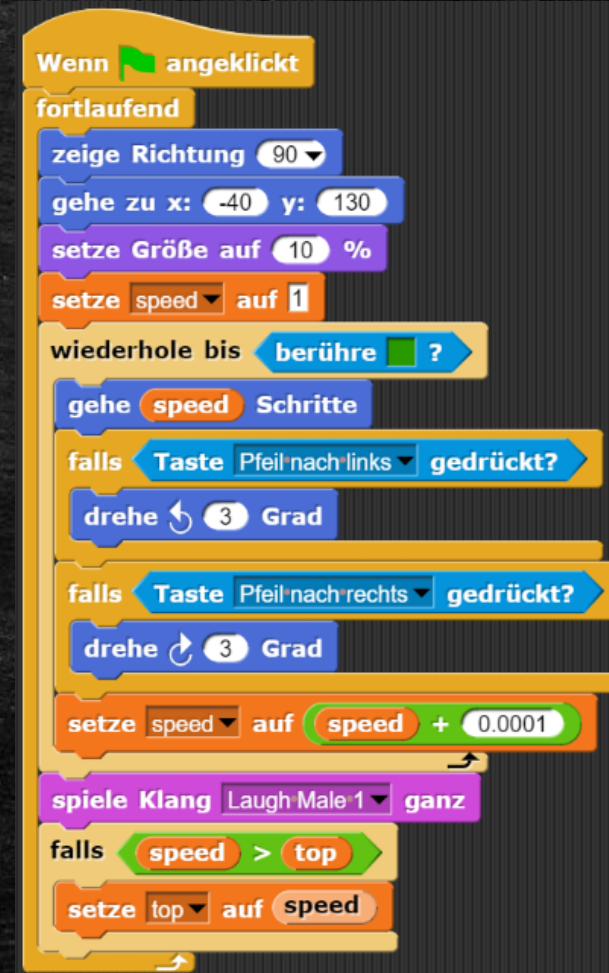 Wenn angeklickt
fortlaufend
zeige Richtung 90
gehe zu x: -40 y: 130
setze Größe auf 10 %
setze speed auf 1
wiederhole bis berühre ?
gehe speed Schritte
falls Taste Pfeil·nach·links gedrückt?
drehe 3 Grad
falls Taste Pfeil·nach·rechts gedrückt?
drehe 3 Grad
setze speed auf speed + 0.0001
spiele Klang Laugh·Male·1 ganz
falls speed > top
setze top auf speed